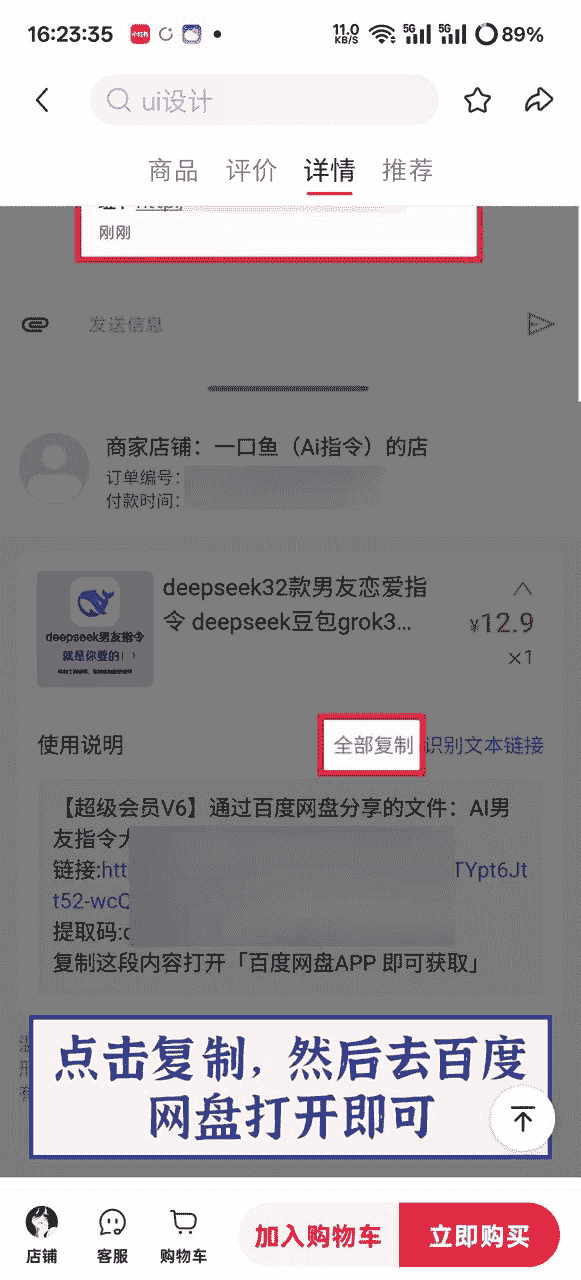 16:23:35
小红书
11.0 KB/S 5G 5G 89%
ui设计
商品 评价 详情 推荐
刚刚
发送信息
商家店铺：一口鱼（Ai指令）的店
订单编号：
付款时间：
deepseek男友指令
就是你要的！！
deepseek32款男友恋爱指
令 deepseek豆包grok3...
¥12.9
×1
使用说明 全部复制 识别文本链接
【超级会员V6】通过百度网盘分享的文件：AI男
友指令
链接:htt TYpt6Jt
t52-wcQ
提取码:
复制这段内容打开「百度网盘APP 即可获取」
点击复制，然后去百度
网盘打开即可
店铺 客服 购物车 加入购物车 立即购买